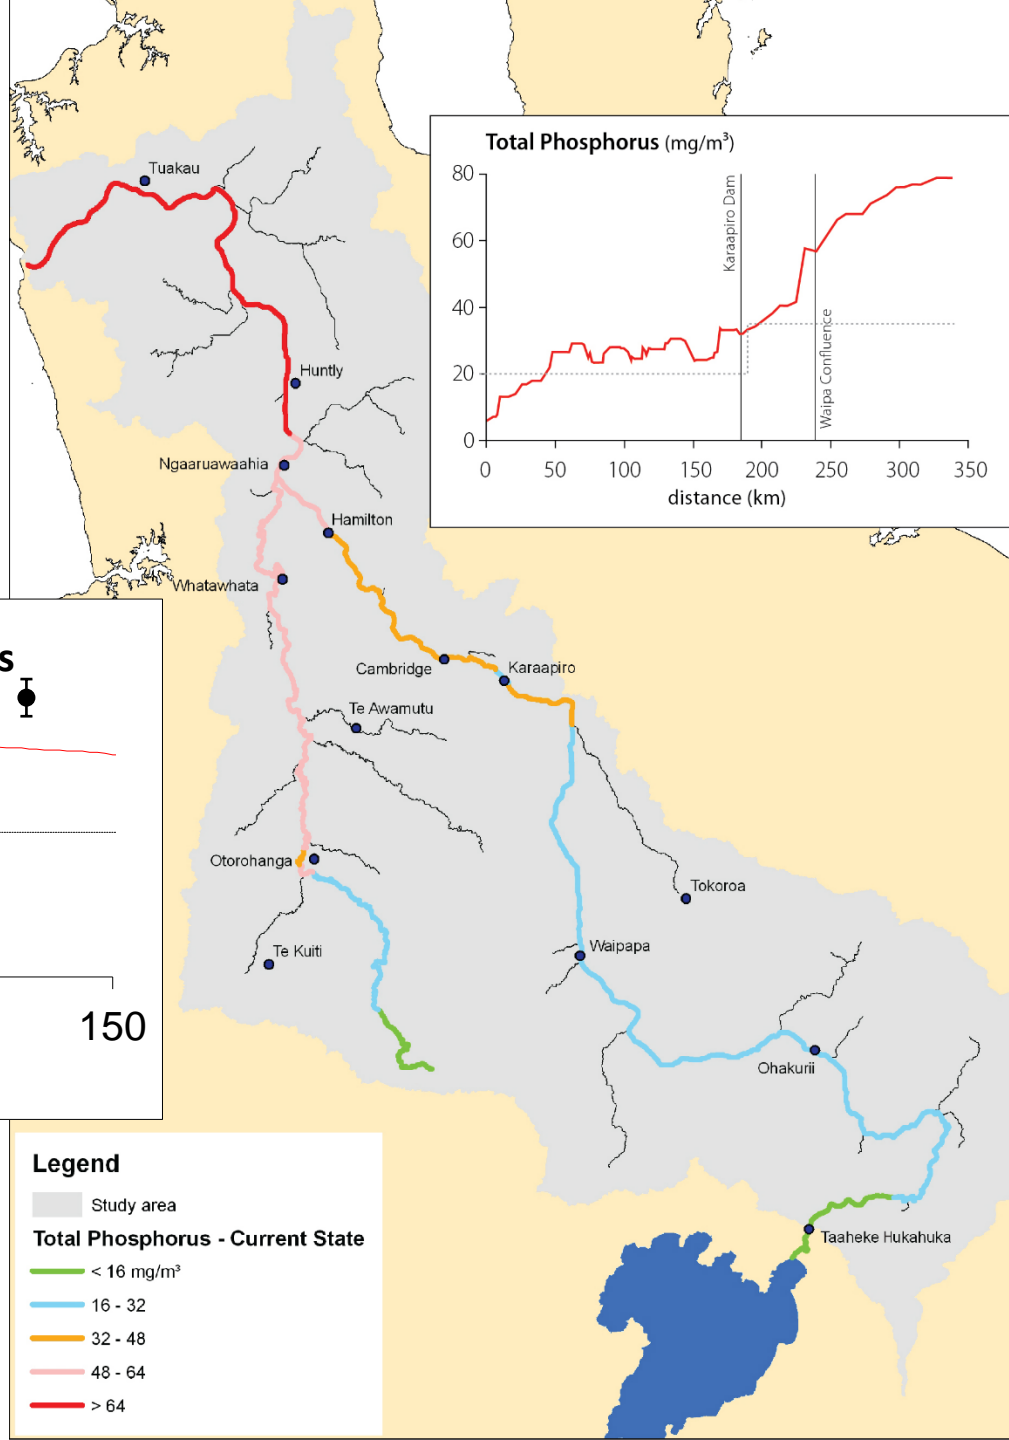 Tuakau
Total Phosphorus (mg/m³)
80
60
40
20
0
Karaapiro Dam
Waipa Confluence
0 50 100 150 200 250 300 350
distance (km)
Huntly
Ngaaruawaahia
Hamilton
Whatawhata
s
Cambridge
Karaapiro
Te Awamutu
Otorohanga
Tokoroa
Waipapa
Te Kuiti
150
Ohakurii
Taaheke Hukahuka
Legend
Study area
Total Phosphorus - Current State
< 16 mg/m³
16 - 32
32 - 48
48 - 64
> 64